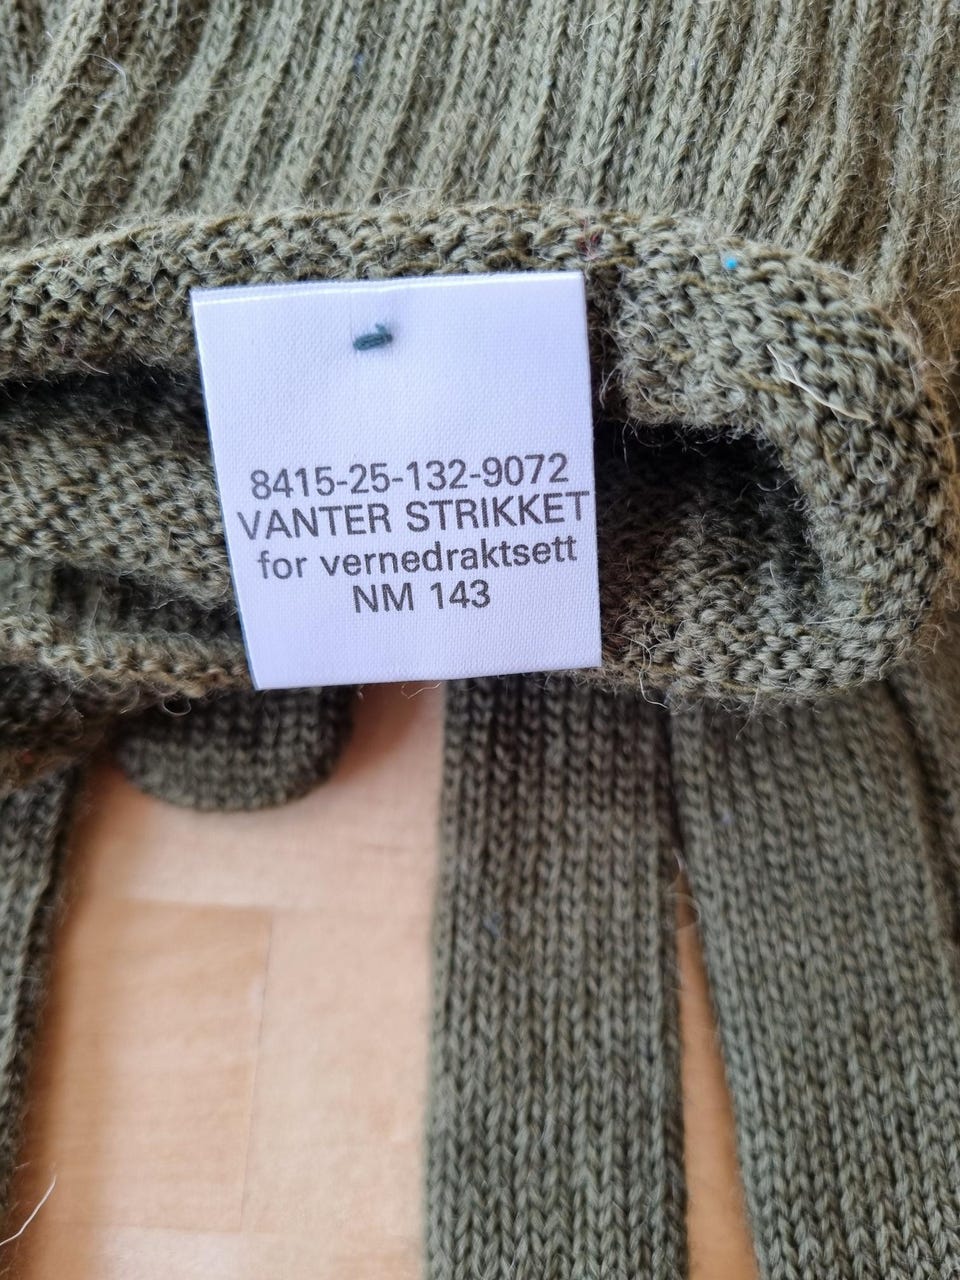 8415-25-132-9072
VANTER STRIKKET
for vernedraktsett
NM 143